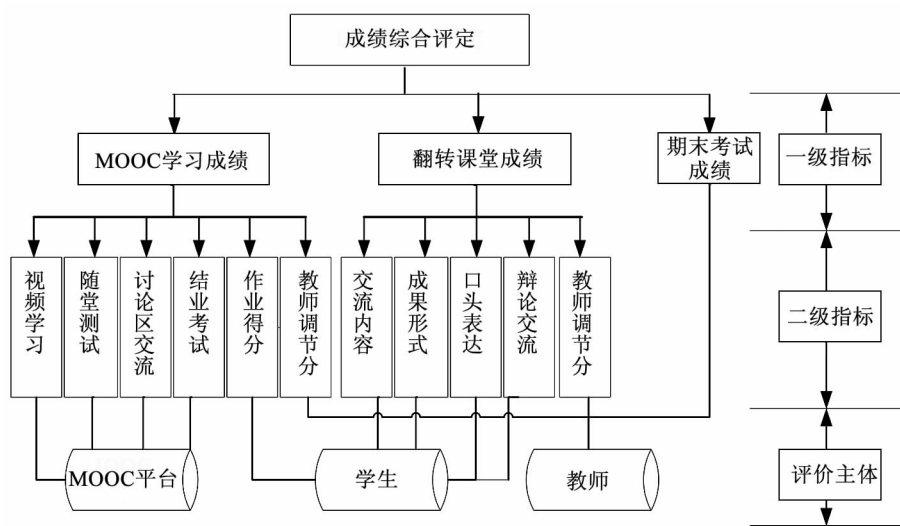 成绩综合评定
MOOC学习成绩
翻转课堂成绩
期末考试
成绩
一级指标
视频学习
随堂测试
讨论区交流
结业考试
作业得分
教师调节分
交流内容
成果形式
口头表达
辩论交流
教师调节分
二级指标
MOOC平台
学生
教师
评价主体